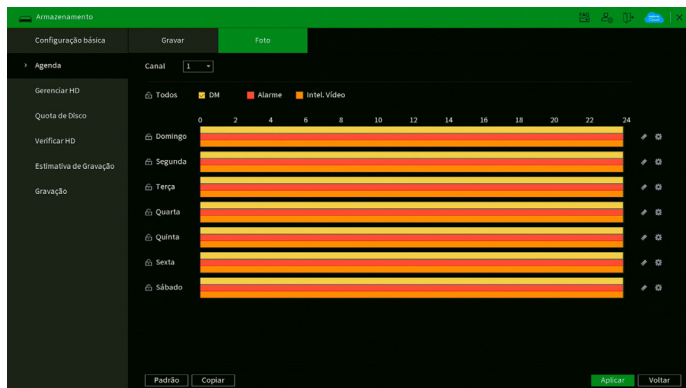 Armazenamento
Configuração básica Gravar Foto
Agenda Canal 1
Gerenciar HD Todos DM Alarme Intel. Vídeo
Quota de Disco 0 2 4 6 8 10 12 14 16 18 20 22 24
Verificar HD Domingo
Estimativa de Gravação Segunda
Gravação Terça
Quarta
Quinta
Sexta
Sábado
Padrão Copiar Aplicar Voltar